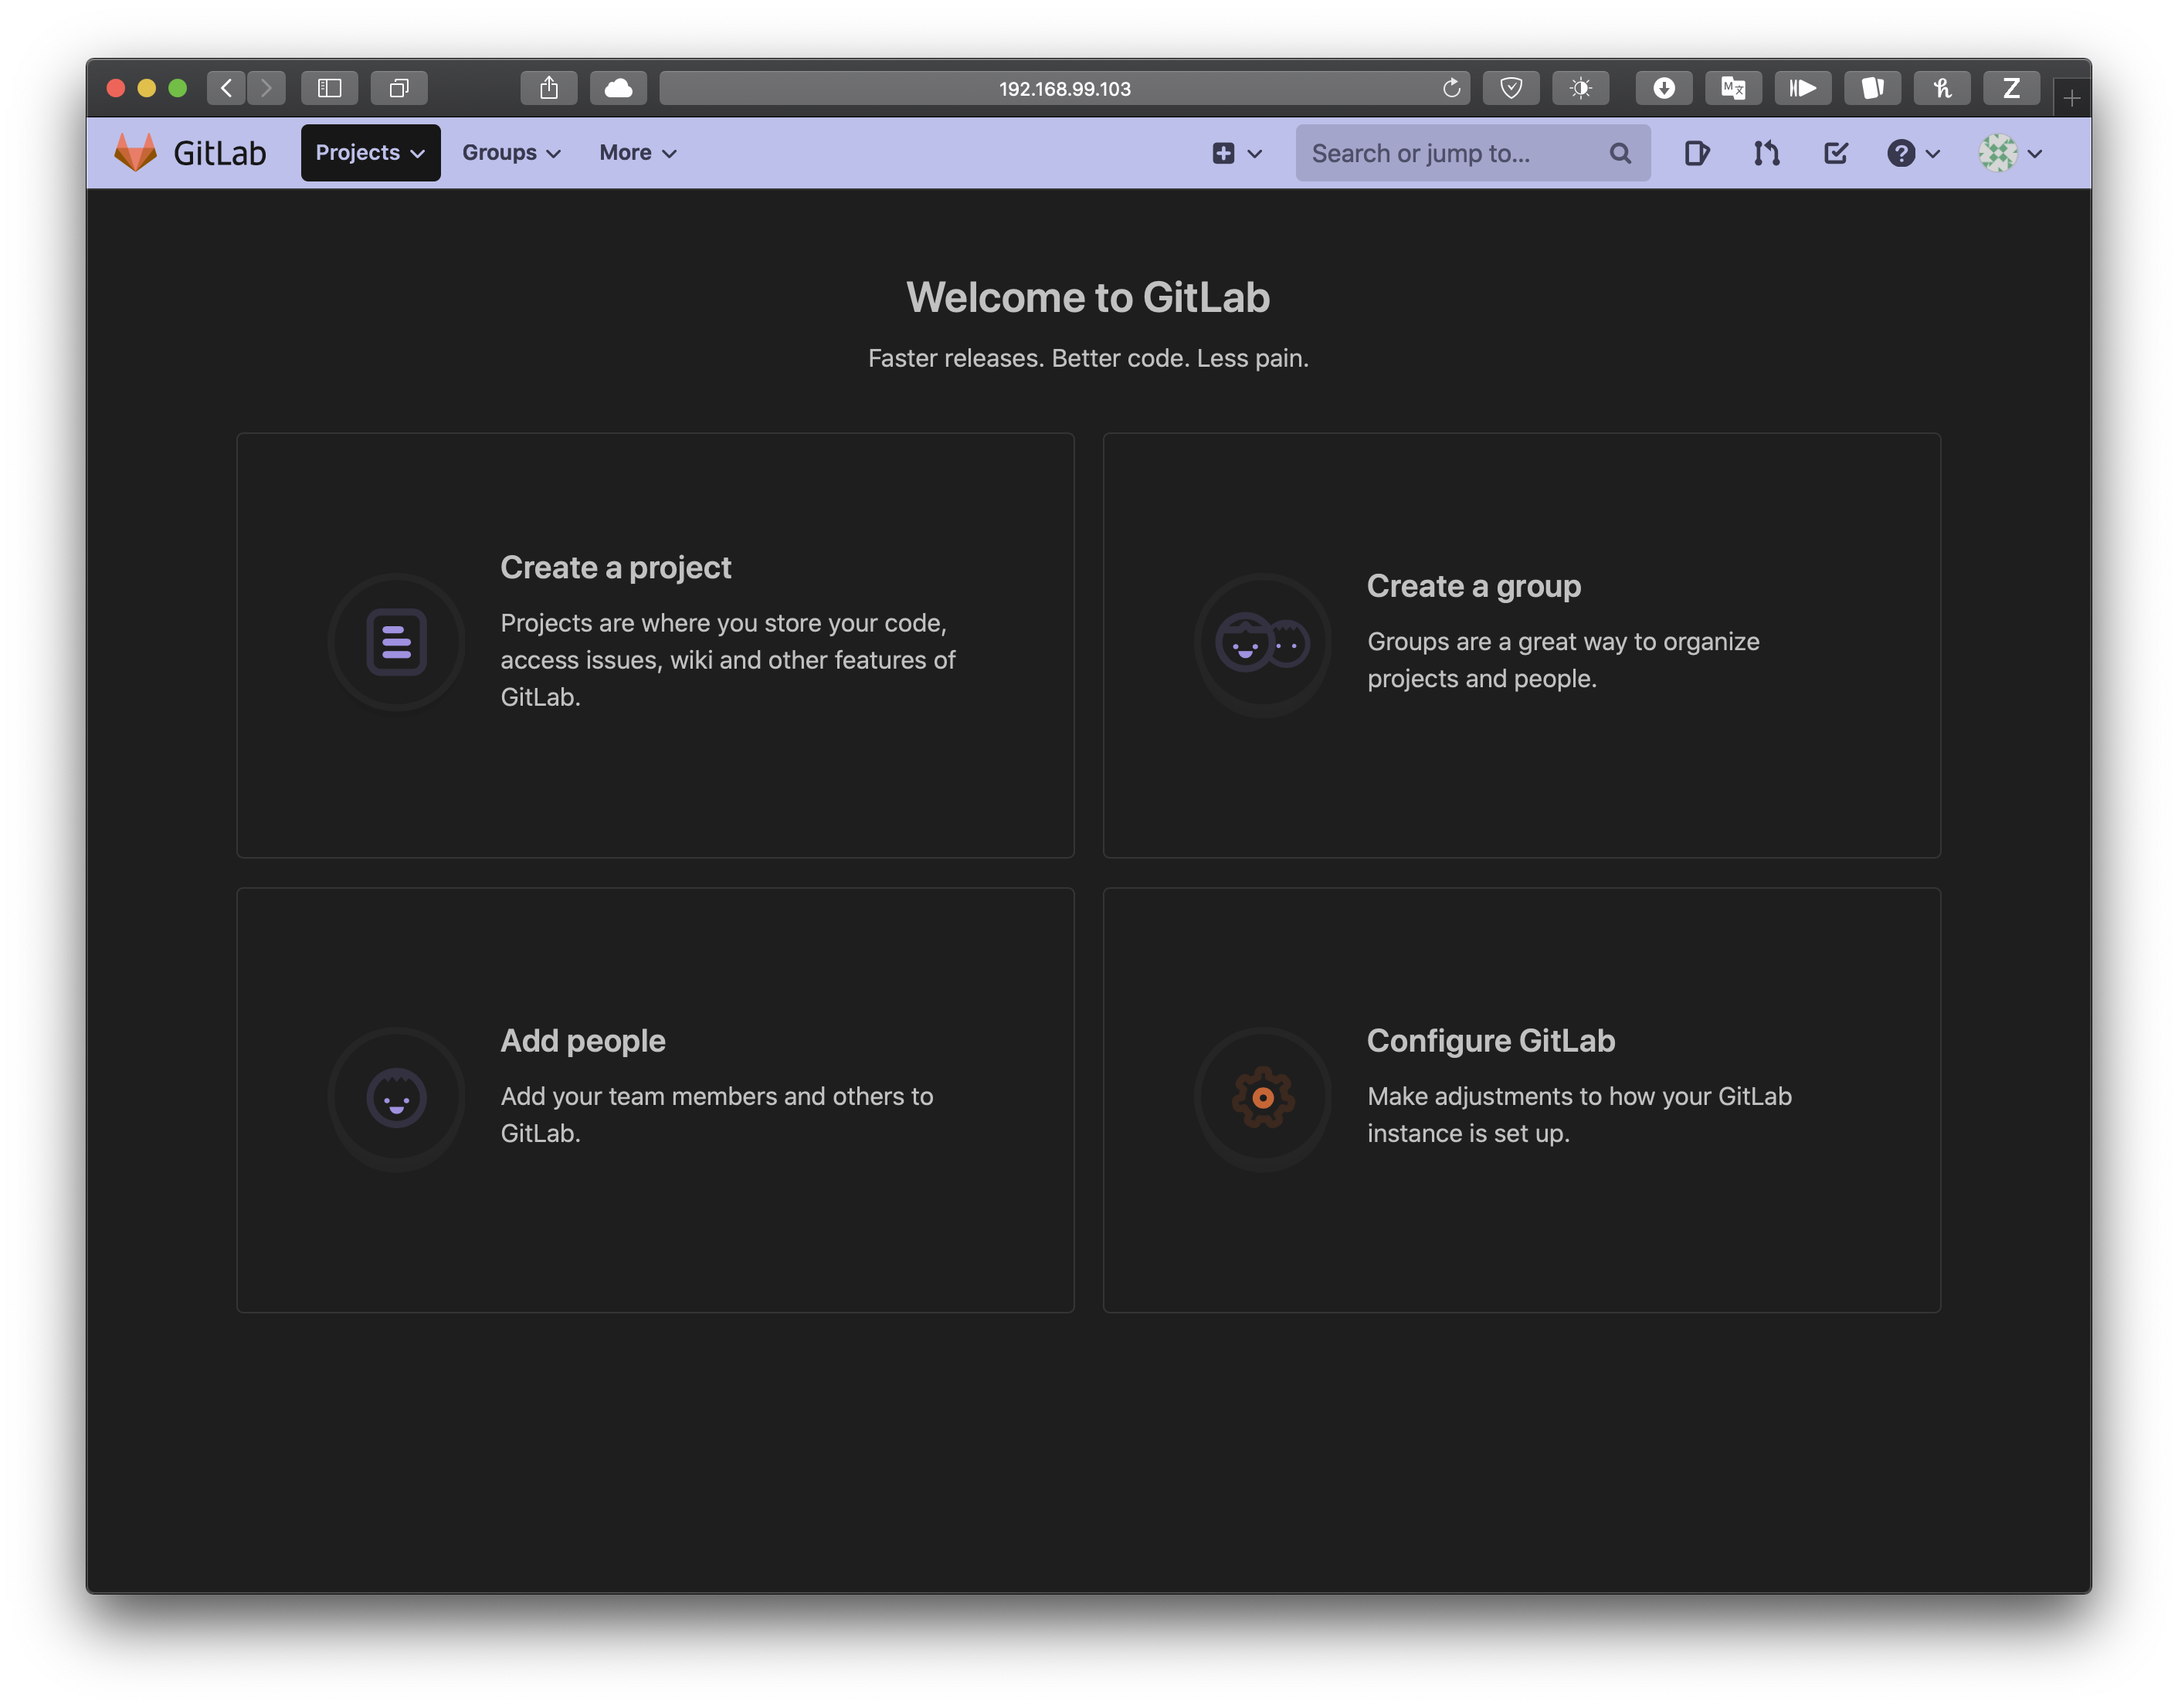 192.168.99.103
GitLab Projects Groups More Search or jump to...
Welcome to GitLab
Faster releases. Better code. Less pain.
Create a project
Projects are where you store your code,
access issues, wiki and other features of
GitLab.
Create a group
Groups are a great way to organize
projects and people.
Add people
Add your team members and others to
GitLab.
Configure GitLab
Make adjustments to how your GitLab
instance is set up.